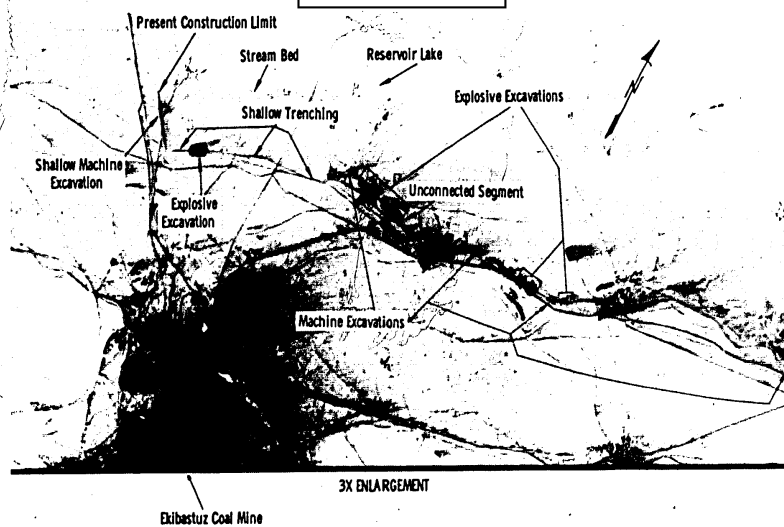 Present Construction Limit
Stream Bed
Reservoir Lake
Explosive Excavations
Shallow Trenching
Shallow Machine
Excavation
Explosive
Excavation
Unconnected Segment
N
Machine Excavations
3X ENLARGEMENT
Ekibastuz Coal Mine